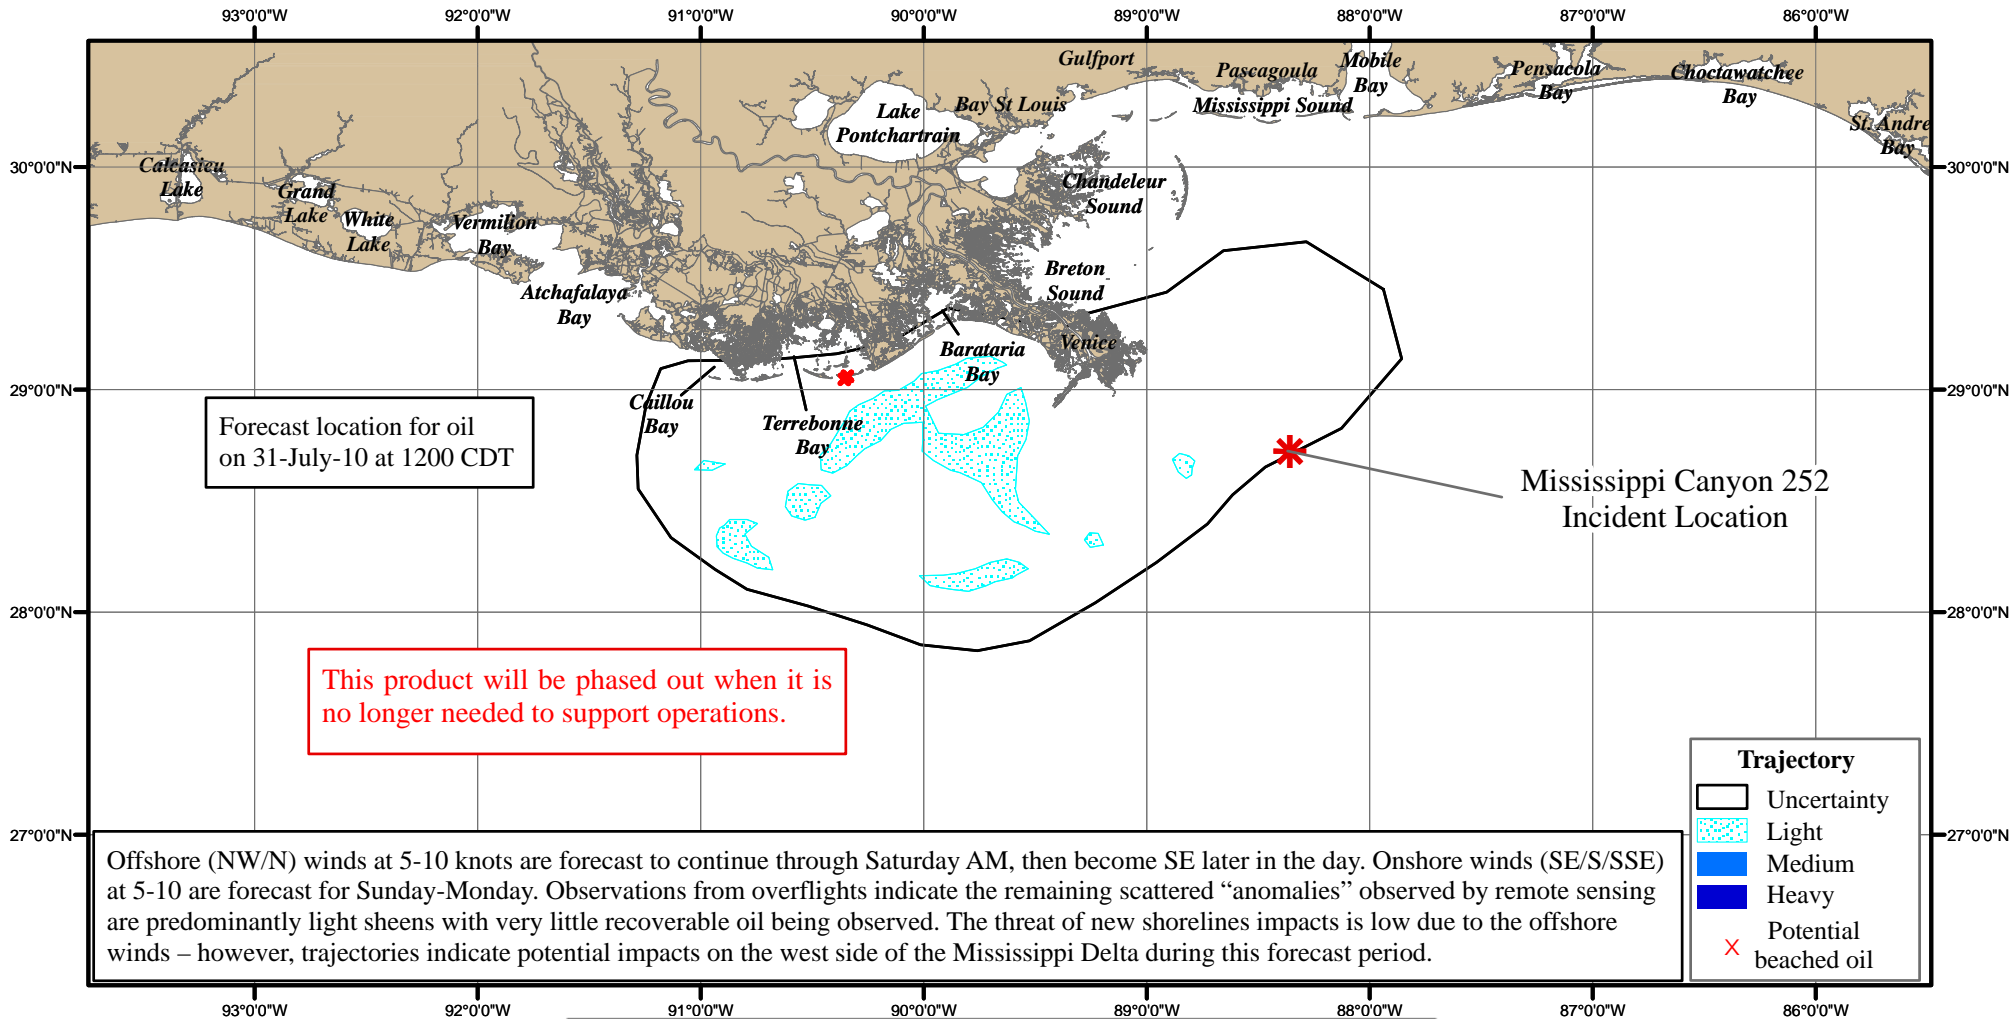 93°0'0"W 92°0'0"W 91°0'0"W 90°0'0"W 89°0'0"W 88°0'0"W 87°0'0"W 86°0'0"W
Gulfport
Pascagoula
Mobile
Bay
Pensacola
Bay
Choctawatchee
Bay
St. Andre
Bay
Mississippi Sound
Bay St Louis
Lake
Pontchartrain
30°0'0"N 30°0'0"N
Calcasieu
Lake
Grand
Lake
White
Lake
Vermilion
Bay
Chandeleur
Sound
Breton
Sound
Atchafalaya
Bay
Venice
Barataria
Bay
29°0'0"N 29°0'0"N
Caillou
Bay
Terrebonne
Bay
Forecast location for oil
on 31-July-10 at 1200 CDT
Mississippi Canyon 252
Incident Location
28°0'0"N 28°0'0"N
This product will be phased out when it is
no longer needed to support operations.
27°0'0"N 27°0'0"N
Trajectory
Uncertainty
Light
Medium
Heavy
Potential
beached oil
Offshore (NW/N) winds at 5-10 knots are forecast to continue through Saturday AM, then become SE later in the day. Onshore winds (SE/S/SSE)
at 5-10 are forecast for Sunday-Monday. Observations from overflights indicate the remaining scattered “anomalies” observed by remote sensing
are predominantly light sheens with very little recoverable oil being observed. The threat of new shorelines impacts is low due to the offshore
winds – however, trajectories indicate potential impacts on the west side of the Mississippi Delta during this forecast period.
93°0'0"W 92°0'0"W 91°0'0"W 90°0'0"W 89°0'0"W 88°0'0"W 87°0'0"W 86°0'0"W